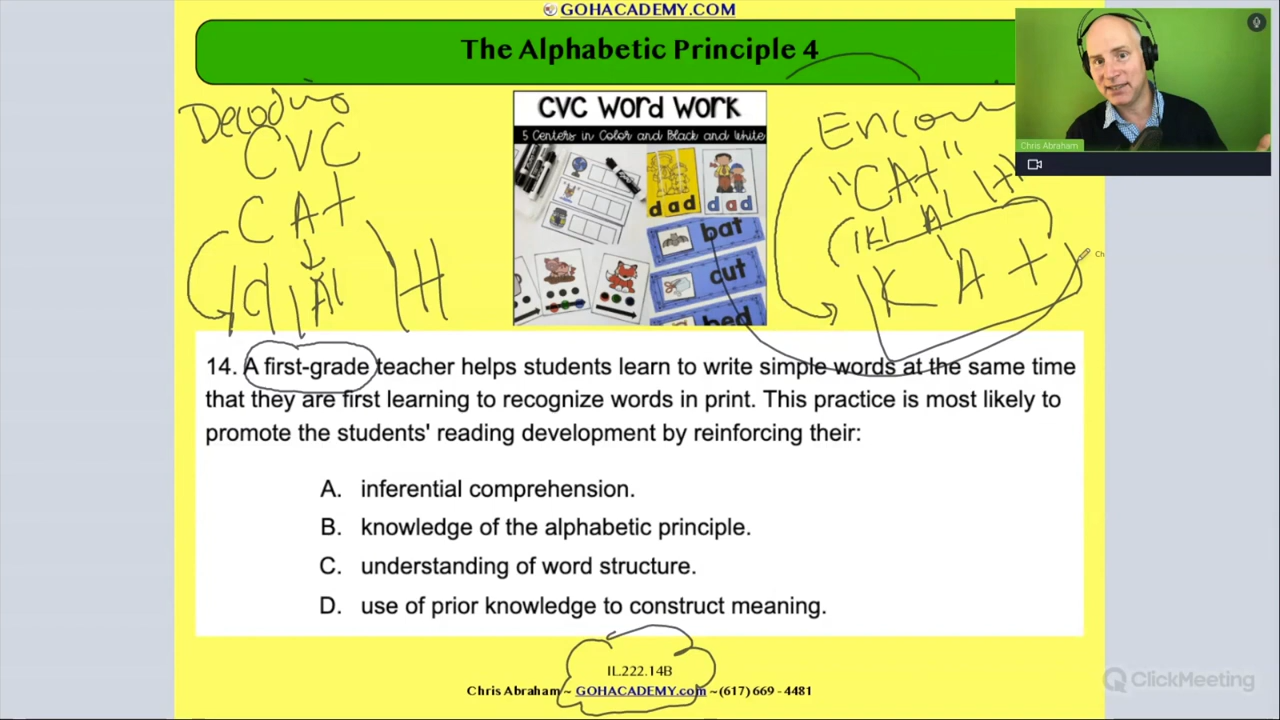 GOHACADEMY.COM
The Alphabetic Principle 4
Chris Abraham
Decoding
CVC
CAt
CVC WORD WORK
5 Centers in Color and Black and White
dad
dad
bat
cut
bed
"CAt"
|K| |A| |t|
K A t
14. A first-grade teacher helps students learn to write simple words at the same time
that they are first learning to recognize words in print. This practice is most likely to
promote the students' reading development by reinforcing their:
A. inferential comprehension.
B. knowledge of the alphabetic principle.
C. understanding of word structure.
D. use of prior knowledge to construct meaning.
IL.222.14B
Chris Abraham ~ GOHACADEMY.com ~(617) 669 - 4481
ClickMeeting